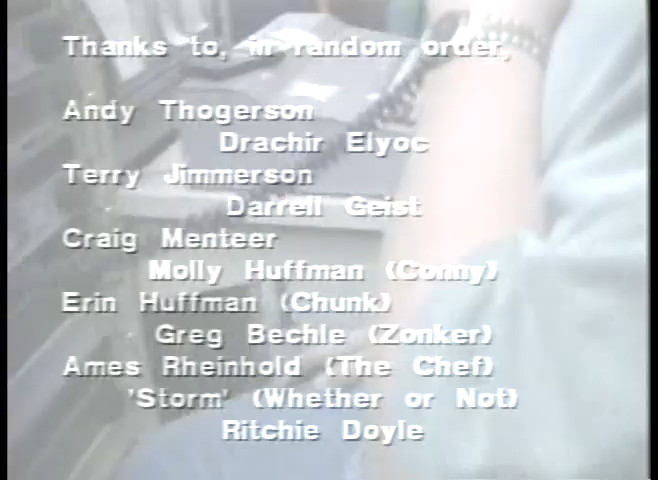 Thanks to, in random order,
Andy Thogerson
Drachir Elyoc
Terry Jimmerson
Darrell Geist
Craig Menteer
Molly Huffman (Conny)
Erin Huffman (Chunk)
Greg Bechle (Zonker)
Ames Rheinhold (The Chef)
'Storm' (Whether or Not)
Ritchie Doyle